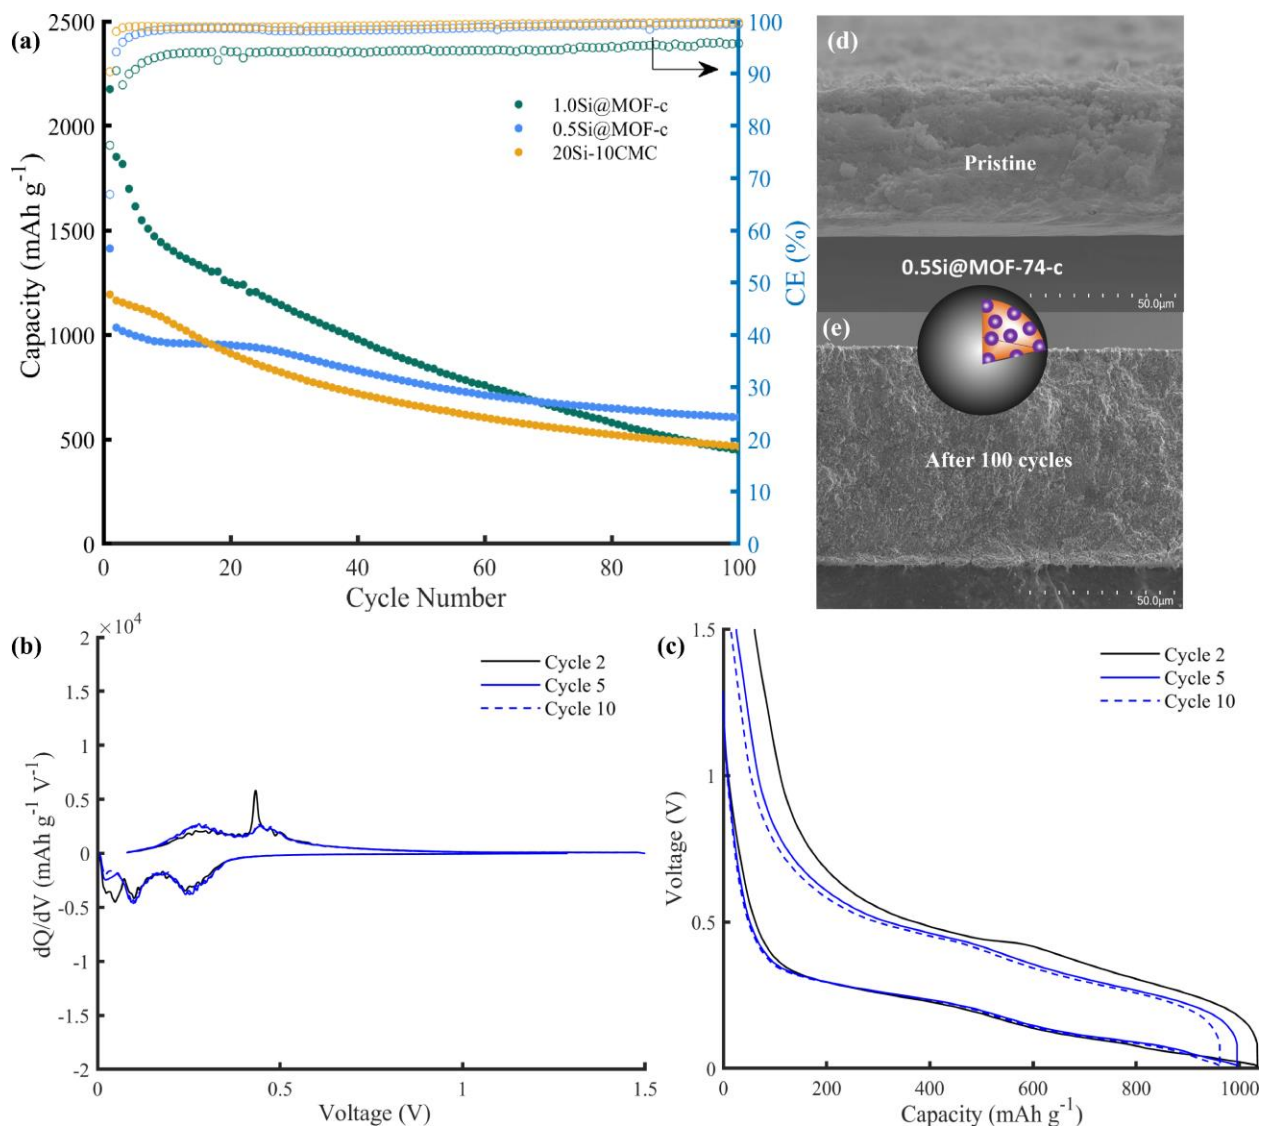 (a)
2500
2000
1500
1000
500
0
Capacity (mAh g⁻¹)
0 20 40 60 80 100
Cycle Number
100
90
80
70
60
50
40
30
20
10
0
CE (%)
1.0Si@MOF-c
0.5Si@MOF-c
20Si-10CMC
(d)
Pristine
0.5Si@MOF-74-c
50.0μm
(e)
After 100 cycles
50.0μm
(b)
×10⁴
2
1.5
1
0.5
0
-0.5
-1
-1.5
-2
dQ/dV (mAh g⁻¹ V⁻¹)
0 0.5 1 1.5
Voltage (V)
Cycle 2
Cycle 5
Cycle 10
(c)
1.5
1
0.5
0
Voltage (V)
0 200 400 600 800 1000
Capacity (mAh g⁻¹)
Cycle 2
Cycle 5
Cycle 10